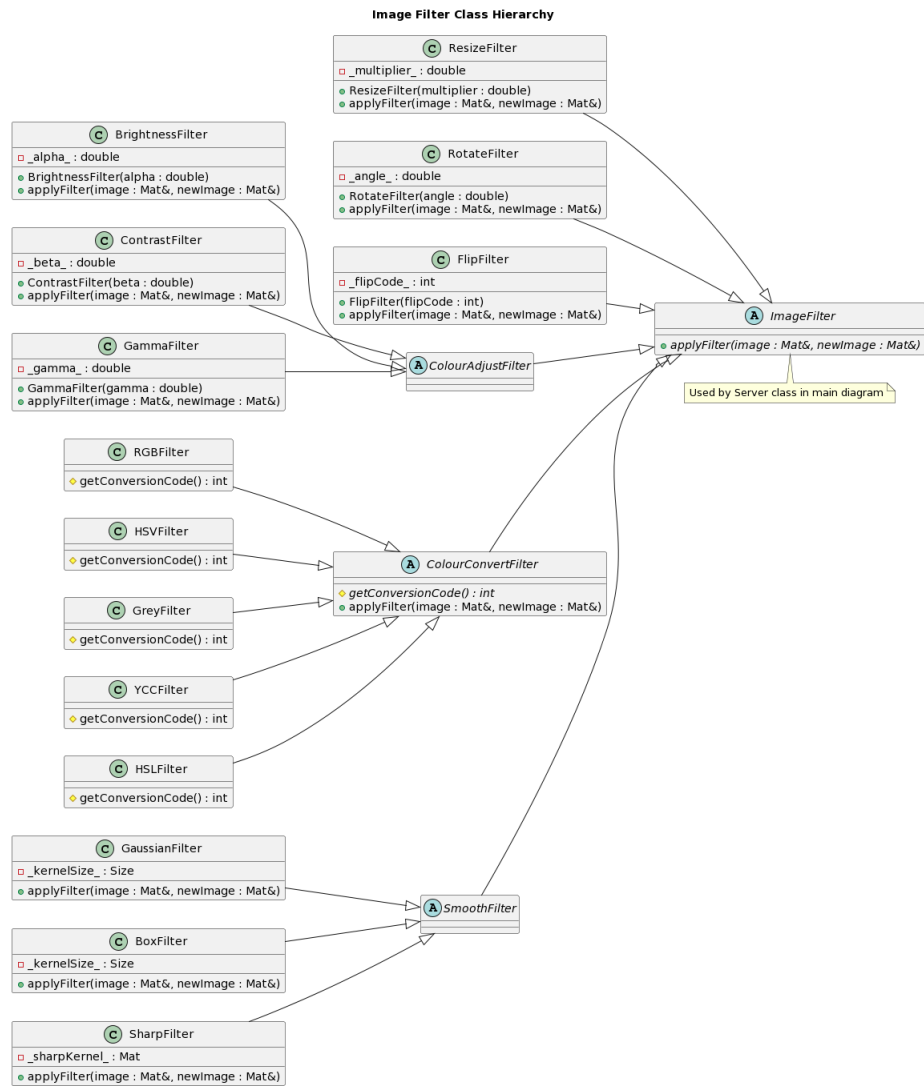 Image Filter Class Hierarchy
C ResizeFilter
_multiplier_ : double
ResizeFilter(multiplier : double)
applyFilter(image : Mat&, newImage : Mat&)
C BrightnessFilter
_alpha_ : double
BrightnessFilter(alpha : double)
applyFilter(image : Mat&, newImage : Mat&)
C RotateFilter
_angle_ : double
RotateFilter(angle : double)
applyFilter(image : Mat&, newImage : Mat&)
C ContrastFilter
_beta_ : double
ContrastFilter(beta : double)
applyFilter(image : Mat&, newImage : Mat&)
C FlipFilter
_flipCode_ : int
FlipFilter(flipCode : int)
applyFilter(image : Mat&, newImage : Mat&)
A ImageFilter
applyFilter(image : Mat&, newImage : Mat&)
Used by Server class in main diagram
C GammaFilter
_gamma_ : double
GammaFilter(gamma : double)
applyFilter(image : Mat&, newImage : Mat&)
A ColourAdjustFilter
C RGBFilter
getConversionCode() : int
C HSVFilter
getConversionCode() : int
A ColourConvertFilter
getConversionCode() : int
applyFilter(image : Mat&, newImage : Mat&)
C GreyFilter
getConversionCode() : int
C YCCFilter
getConversionCode() : int
C HSLFilter
getConversionCode() : int
C GaussianFilter
_kernelSize_ : Size
applyFilter(image : Mat&, newImage : Mat&)
A SmoothFilter
C BoxFilter
_kernelSize_ : Size
applyFilter(image : Mat&, newImage : Mat&)
C SharpFilter
_sharpKernel_ : Mat
applyFilter(image : Mat&, newImage : Mat&)